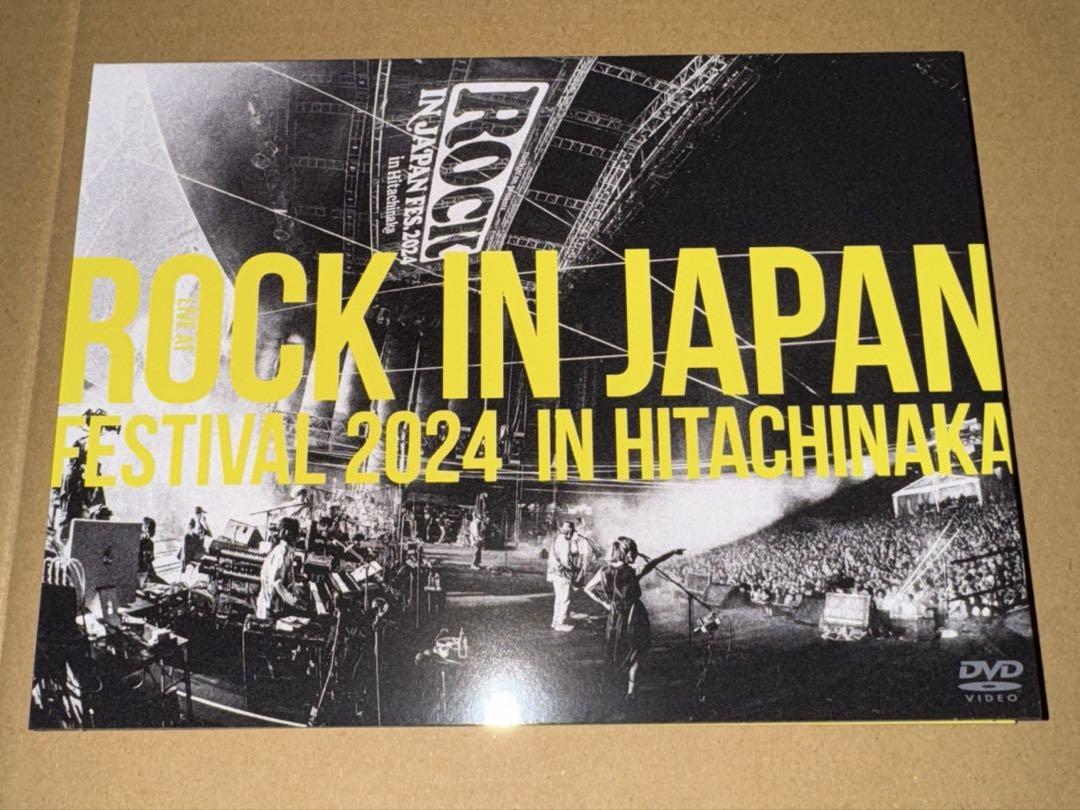 ROCK
IN JAPAN FES.2024
in Hitachinaka
LIVE AT
ROCK IN JAPAN
FESTIVAL 2024 IN HITACHINAKA
DVD
VIDEO